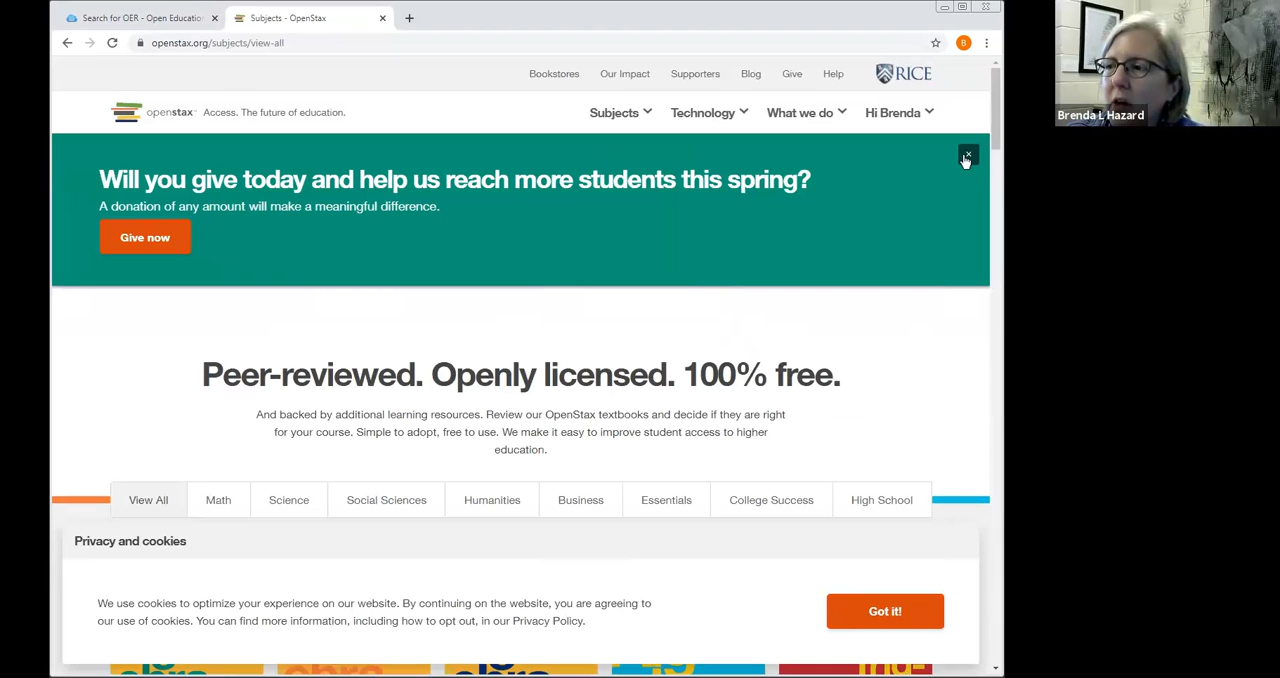 Search for OER - Open Education
Subjects - OpenStax
openstax.org/subjects/view-all
B
Bookstores Our Impact Supporters Blog Give Help RICE
openstax™ Access. The future of education. Subjects Technology What we do Hi Brenda
Will you give today and help us reach more students this spring?
A donation of any amount will make a meaningful difference.
Give now
Peer-reviewed. Openly licensed. 100% free.
And backed by additional learning resources. Review our OpenStax textbooks and decide if they are right
for your course. Simple to adopt, free to use. We make it easy to improve student access to higher
education.
View All Math Science Social Sciences Humanities Business Essentials College Success High School
Privacy and cookies
We use cookies to optimize your experience on our website. By continuing on the website, you are agreeing to
our use of cookies. You can find more information, including how to opt out, in our Privacy Policy.
Got it!
Brenda L Hazard